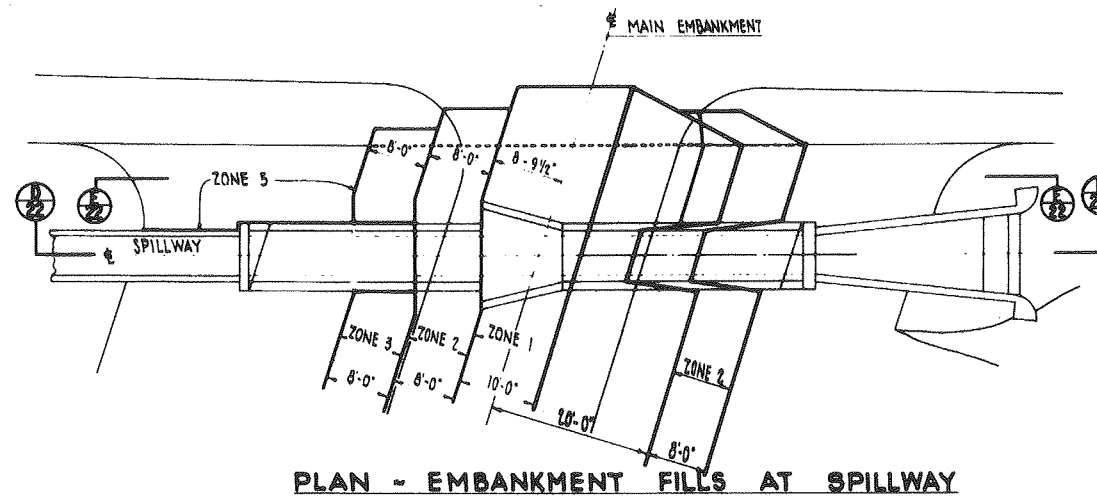 ℄ MAIN EMBANKMENT
8'-0"
8'-0"
8-9½"
ZONE 5
D
22
E
22
E
22
℄ SPILLWAY
ZONE 3
ZONE 2
ZONE 1
ZONE 2
8'-0"
8'-0"
10'-0"
20'-0"
8'-0"
PLAN - EMBANKMENT FILLS AT SPILLWAY